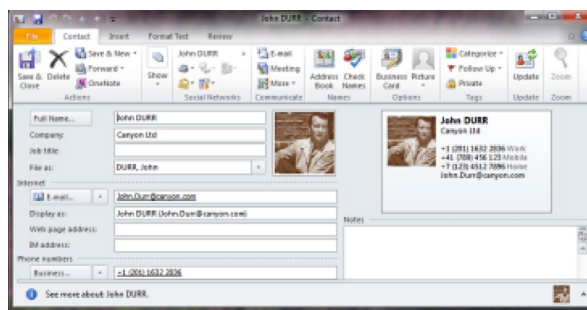 John DURR - Contact
File Contact Insert Format Text Review
Save & Close
Delete
Save & New
Forward
OneNote
Actions
Show
John DURR
Social Networks
E-mail
Meeting
More
Communicate
Address Book
Check Names
Names
Business Card
Picture
Options
Categorize
Follow Up
Private
Tags
Update
Update
Zoom
Zoom
Full Name... John DURR
Company: Canyon Ltd
Job title:
File as: DURR, John
Internet
E-mail... John.Durr@canyon.com
Display as: John DURR (John.Durr@canyon.com)
Web page address:
IM address:
Phone numbers
Business... +1 (201) 1632 2836
John DURR
Canyon Ltd
+1 (201) 1632 2836 Work
+41 (789) 456 123 Mobile
+7 (123) 4512 7896 Home
John.Durr@canyon.com
Notes
See more about: John DURR.